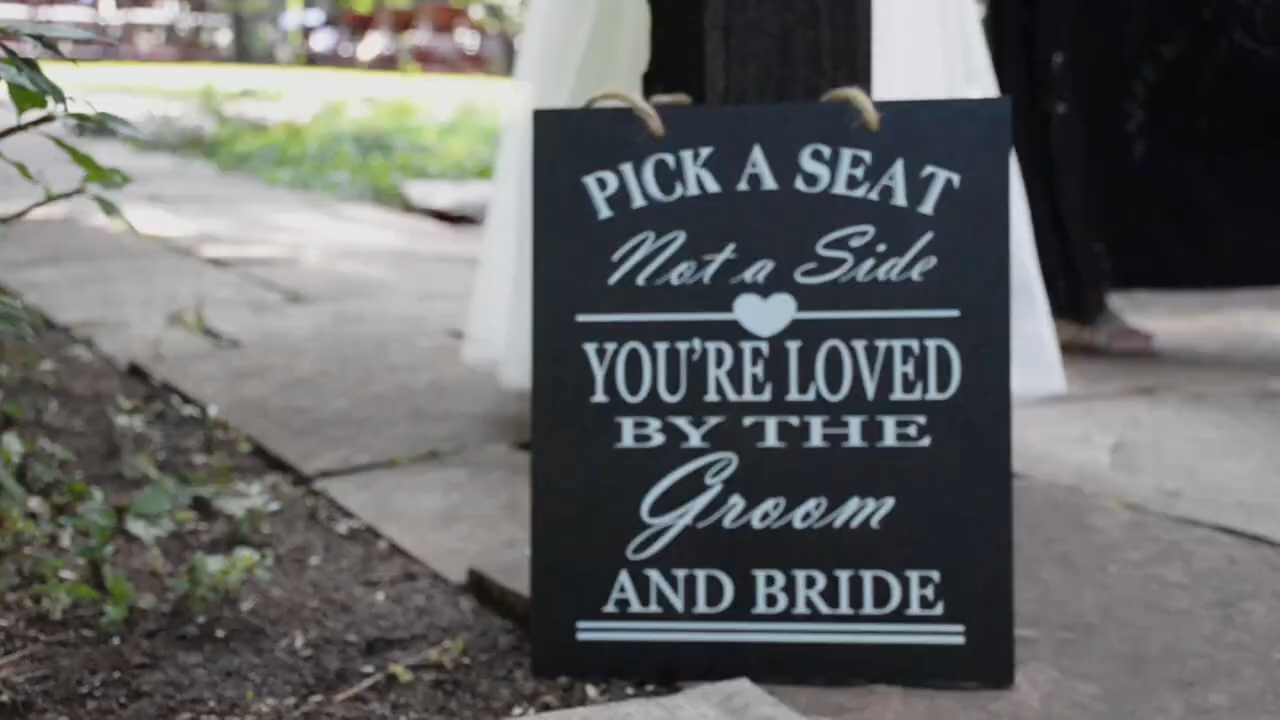 PICK A SEAT
Not a Side
YOU'RE LOVED
BY THE
Groom
AND BRIDE